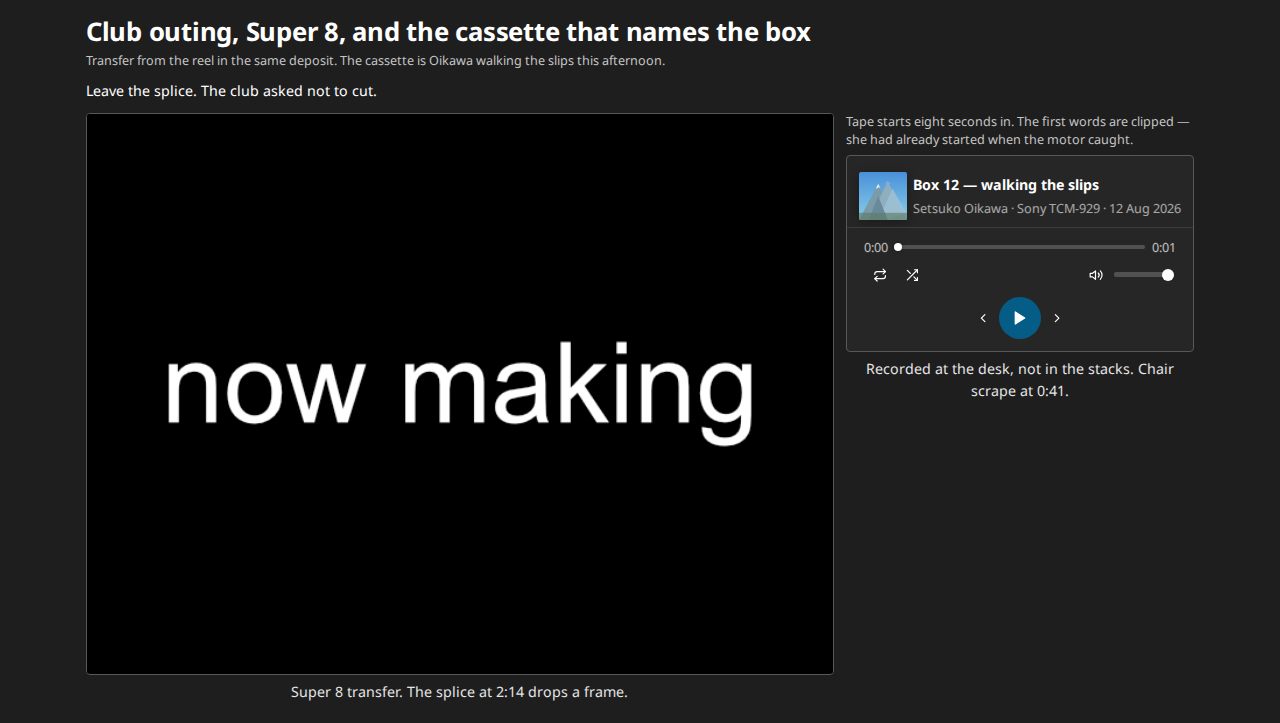 Club outing, Super 8, and the cassette that names the box
Transfer from the reel in the same deposit. The cassette is Oikawa walking the slips this afternoon.
Leave the splice. The club asked not to cut.
now making
Super 8 transfer. The splice at 2:14 drops a frame.
Tape starts eight seconds in. The first words are clipped —
she had already started when the motor caught.
Box 12 — walking the slips
Setsuko Oikawa · Sony TCM-929 · 12 Aug 2026
0:00
0:01
Recorded at the desk, not in the stacks. Chair
scrape at 0:41.